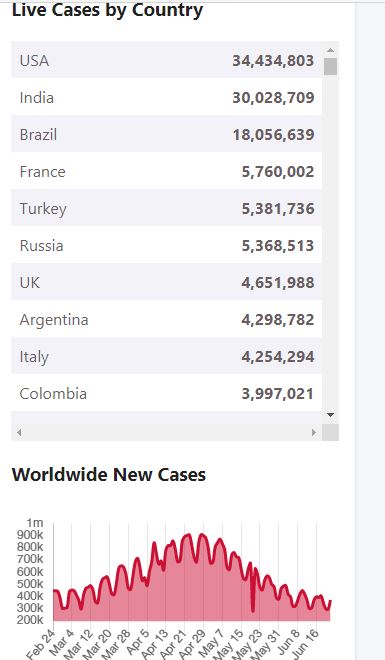 Live Cases by Country
USA 34,434,803
India 30,028,709
Brazil 18,056,639
France 5,760,002
Turkey 5,381,736
Russia 5,368,513
UK 4,651,988
Argentina 4,298,782
Italy 4,254,294
Colombia 3,997,021
Worldwide New Cases
1m
900k
800k
700k
600k
500k
400k
300k
200k
Feb 24 Mar 4 Mar 12 Mar 20 Mar 28 Apr 5 Apr 13 Apr 21 Apr 29 May 7 May 15 May 23 May 31 Jun 8 Jun 16